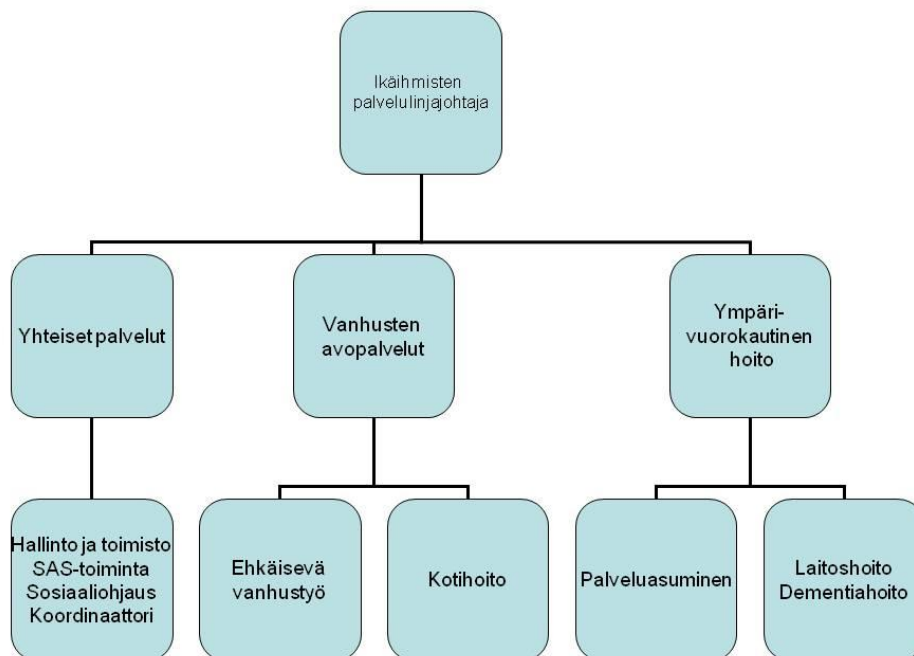 Ikäihmisten
palvelulinjajohtaja
Yhteiset palvelut
Vanhusten
avopalvelut
Ympäri-
vuorokautinen
hoito
Hallinto ja toimisto
SAS-toiminta
Sosiaaliohjaus
Koordinaattori
Ehkäisevä
vanhustyö
Kotihoito
Palveluasuminen
Laitoshoito
Dementiahoito